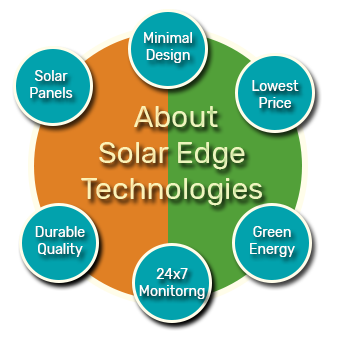 Minimal
Design
Solar
Panels
Lowest
Price
About
Solar Edge
Technologies
Durable
Quality
Green
Energy
24x7
Monitorng